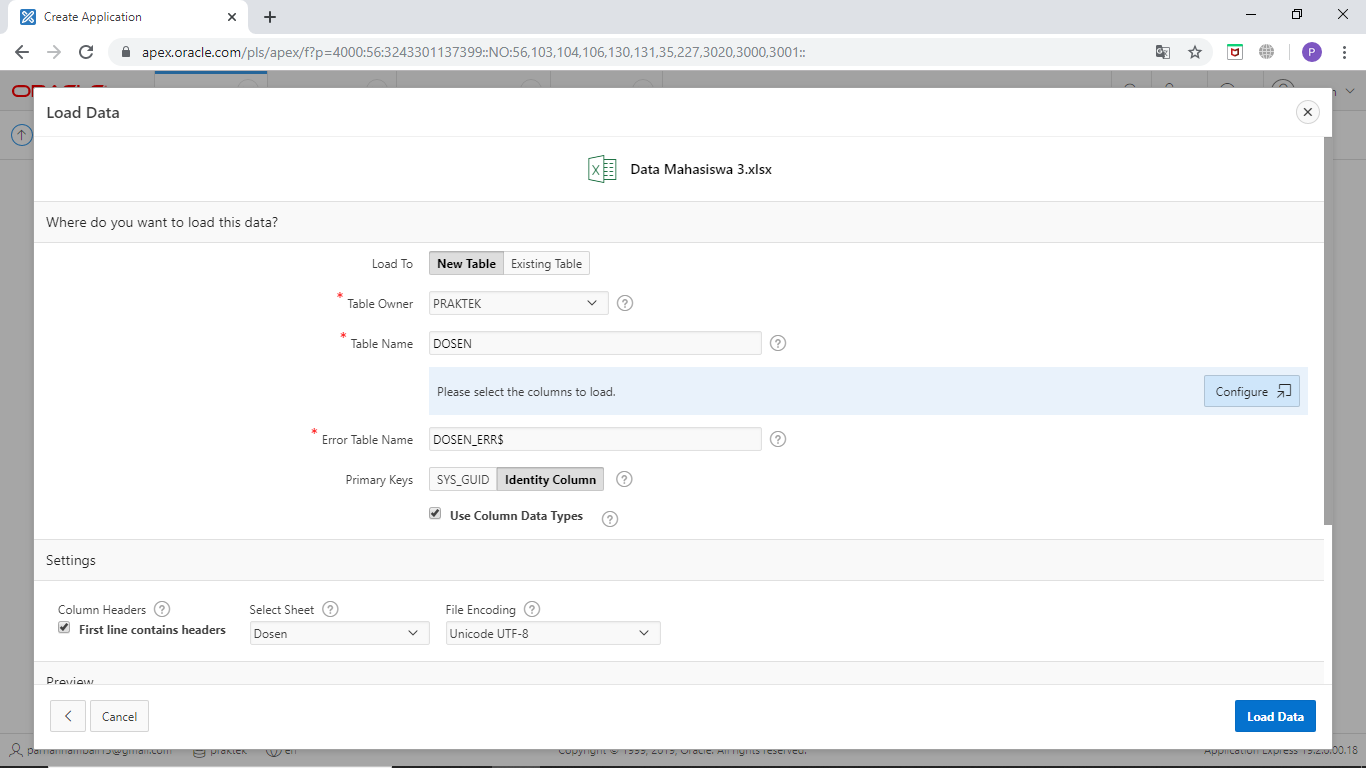 Create Application
apex.oracle.com/pls/apex/f?p=4000:56:3243301137399::NO:56,103,104,106,130,131,35,227,3020,3000,3001::
P
Load Data
Data Mahasiswa 3.xlsx
Where do you want to load this data?
Load To New Table Existing Table
* Table Owner PRAKTEK
* Table Name DOSEN
Please select the columns to load. Configure
* Error Table Name DOSEN_ERR$
Primary Keys SYS_GUID Identity Column
Use Column Data Types
Settings
Column Headers Select Sheet File Encoding
First line contains headers Dosen Unicode UTF-8
Preview
Cancel Load Data
praktek en Copyright © 1999, 2019, Oracle. All rights reserved. Application Express 19.2.0.00.18